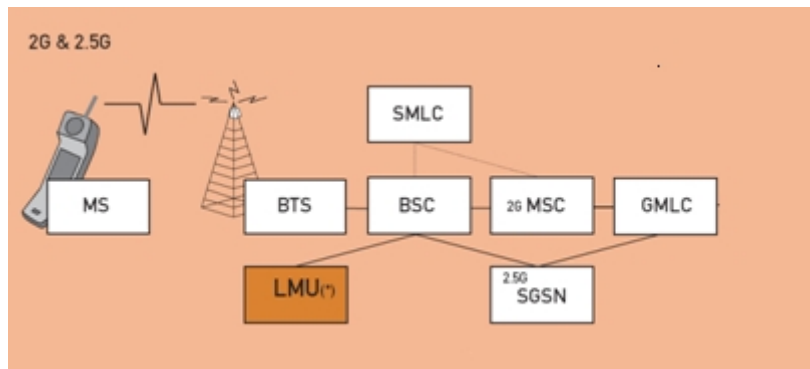 2G & 2.5G
SMLC
MS
BTS
BSC
2G MSC
GMLC
LMU(*)
2.5G
SGSN